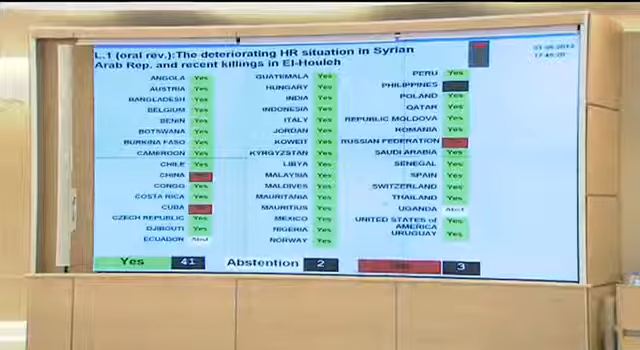 L.1 (oral rev.):The deteriorating HR situation in Syrian
Arab Rep. and recent killings in El-Houleh
ANGOLA Yes
AUSTRIA Yes
BANGLADESH Yes
BELGIUM Yes
BENIN Yes
BOTSWANA Yes
BURKINA FASO Yes
CAMEROON Yes
CHILE Yes
CHINA
CONGO Yes
COSTA RICA Yes
CUBA
CZECH REPUBLIC Yes
DJIBOUTI Yes
ECUADOR Abst
GUATEMALA Yes
HUNGARY Yes
INDIA Yes
INDONESIA Yes
ITALY Yes
JORDAN Yes
KUWEIT Yes
KYRGYZSTAN Yes
LIBYA Yes
MALAYSIA Yes
MALDIVES Yes
MAURITANIA Yes
MAURITIUS Yes
MEXICO Yes
NIGERIA Yes
NORWAY Yes
PERU Yes
PHILIPPINES
POLAND Yes
QATAR Yes
REPUBLIC MOLDOVA Yes
ROMANIA Yes
RUSSIAN FEDERATION
SAUDI ARABIA Yes
SENEGAL Yes
SPAIN Yes
SWITZERLAND Yes
THAILAND Yes
UGANDA Abst
UNITED STATES of Yes
AMERICA
URUGUAY Yes
Yes 41 Abstention 2 3